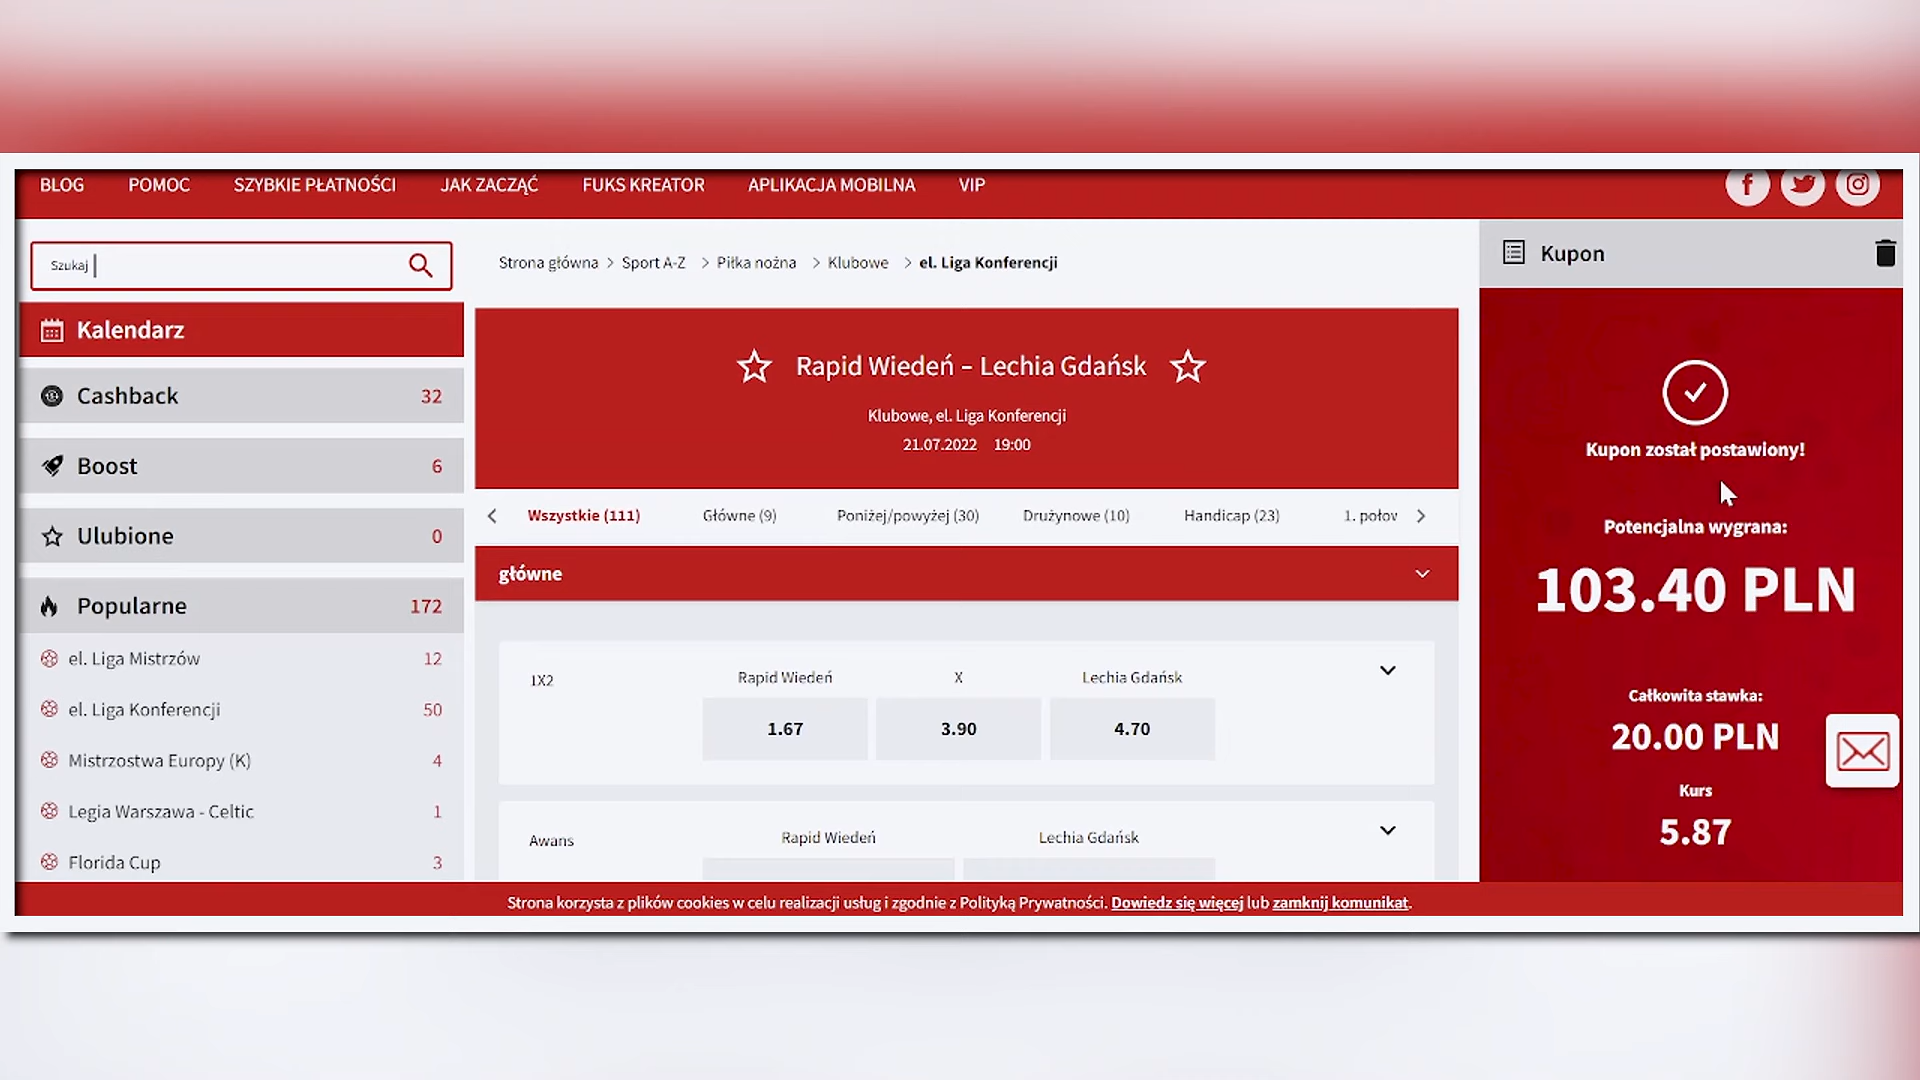 BLOG POMOC SZYBKIE PŁATNOŚCI JAK ZACZĄĆ FUKS KREATOR APLIKACJA MOBILNA VIP
Szukaj
Strona główna > Sport A-Z > Piłka nożna > Klubowe > el. Liga Konferencji
Kupon
Kalendarz
Cashback 32
Boost 6
Ulubione 0
Popularne 172
el. Liga Mistrzów 12
el. Liga Konferencji 50
Mistrzostwa Europy (K) 4
Legia Warszawa - Celtic 1
Florida Cup 3
Rapid Wiedeń – Lechia Gdańsk
Klubowe, el. Liga Konferencji
21.07.2022 19:00
Wszystkie (111) Główne (9) Poniżej/powyżej (30) Drużynowe (10) Handicap (23) 1. połow
główne
1X2 Rapid Wiedeń X Lechia Gdańsk
1.67 3.90 4.70
Awans Rapid Wiedeń Lechia Gdańsk
Kupon został postawiony!
Potencjalna wygrana:
103.40 PLN
Całkowita stawka:
20.00 PLN
Kurs
5.87
Strona korzysta z plików cookies w celu realizacji usług i zgodnie z Polityką Prywatności. Dowiedz się więcej lub zamknij komunikat.